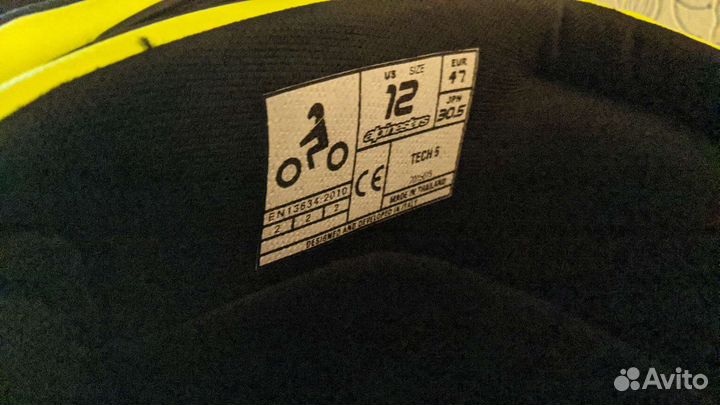 US SIZE EUR
12 47
alpinestars JPN
30.5
CE TECH 5
EN13634:2010
2 2 2 MADE IN THAILAND
DESIGNED AND DEVELOPED IN ITALY
Avito